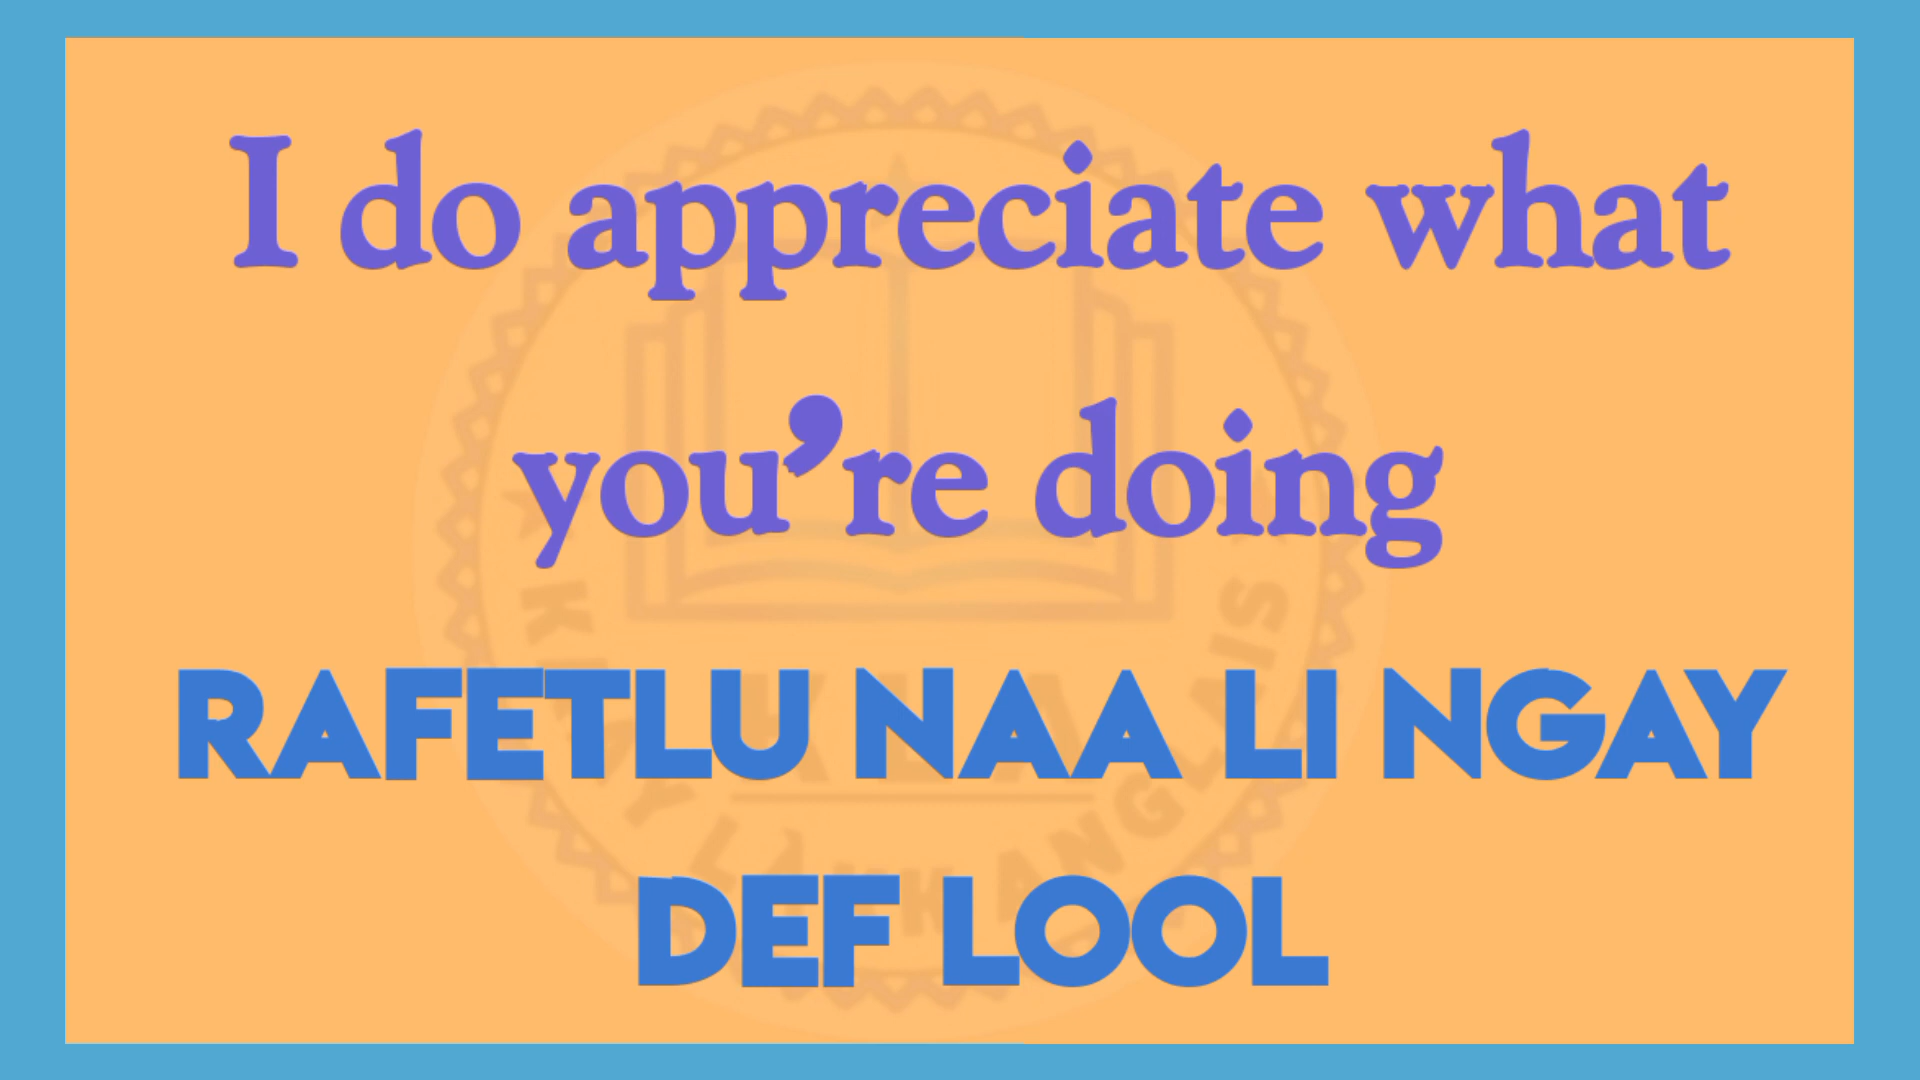 I do appreciate what
you’re doing
RAFETLU NAA LI NGAY
DEF LOOL